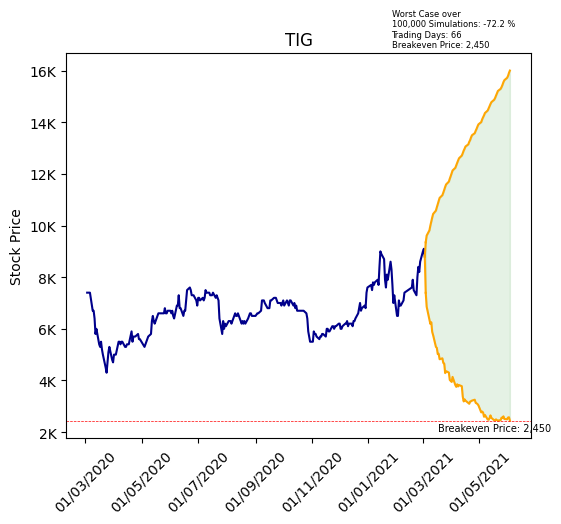 Worst Case over
100,000 Simulations: -72.2 %
Trading Days: 66
Breakeven Price: 2,450
TIG
Stock Price
16K
14K
12K
10K
8K
6K
4K
2K
Breakeven Price: 2,450
01/03/2020
01/05/2020
01/07/2020
01/09/2020
01/11/2020
01/01/2021
01/03/2021
01/05/2021